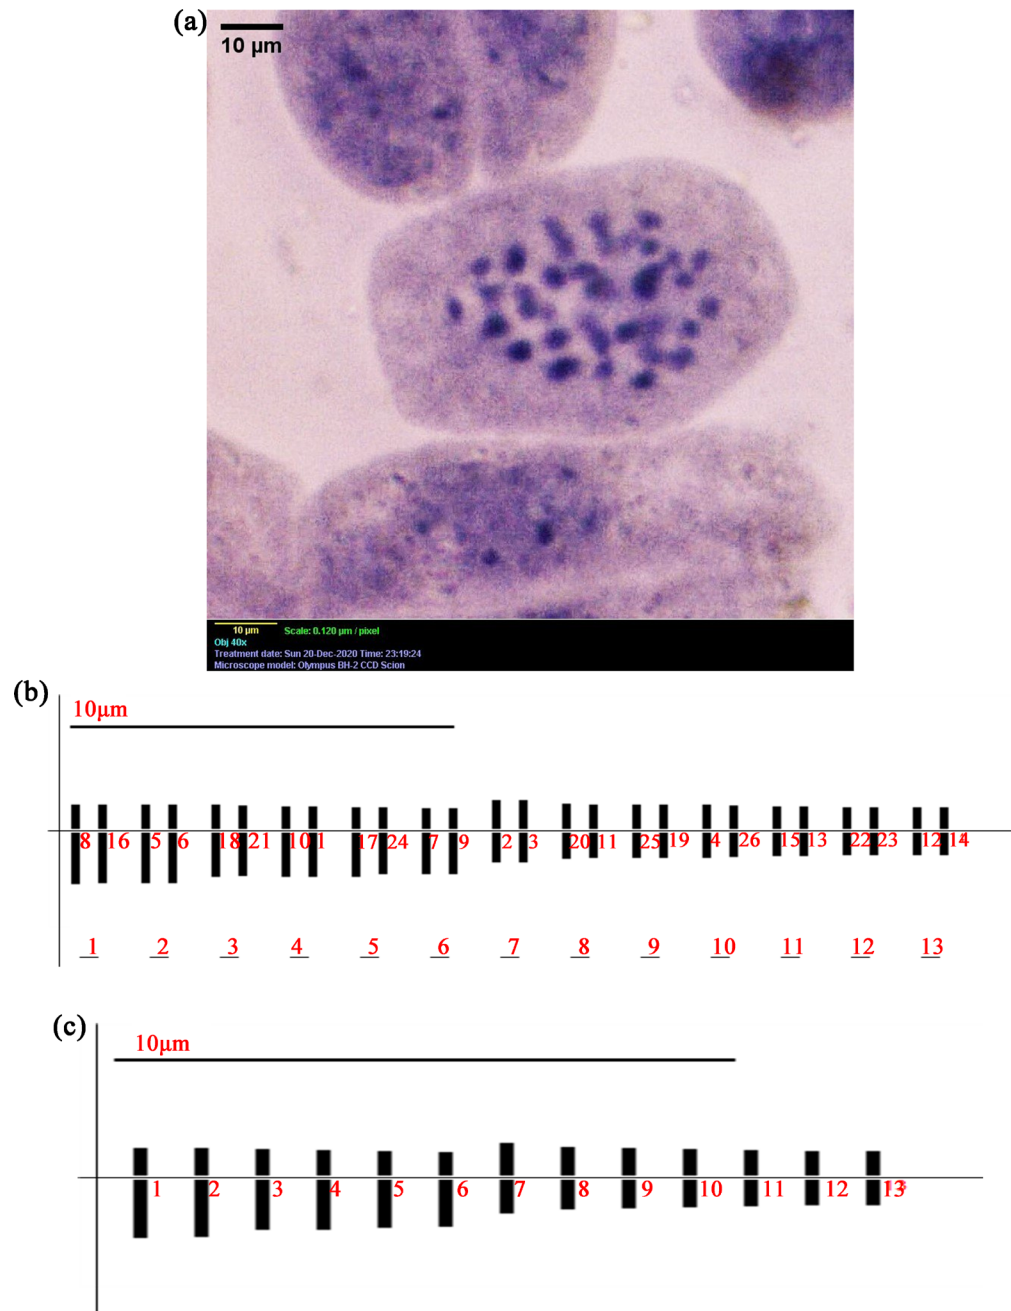 (a)
10 µm
10 µm Scale: 0.120 µm / pixel
Obj 40x
Treatment date: Sun 20-Dec-2020 Time: 23:19:24
Microscope model: Olympus BH-2 CCD Scion
(b)
10µm
8 16 5 6 18 21 10 1 17 24 7 9 2 3 20 11 25 19 4 26 15 13 22 23 12 14
1 2 3 4 5 6 7 8 9 10 11 12 13
(c)
10µm
1 2 3 4 5 6 7 8 9 10 11 12 13